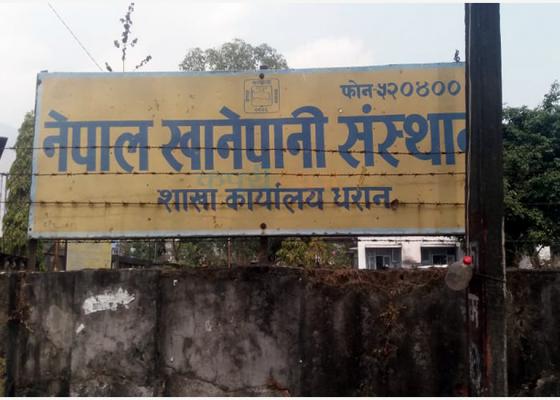 फोन ५२०४००
नेपाल खानेपानी संस्थान
शाखा कार्यालय धरान